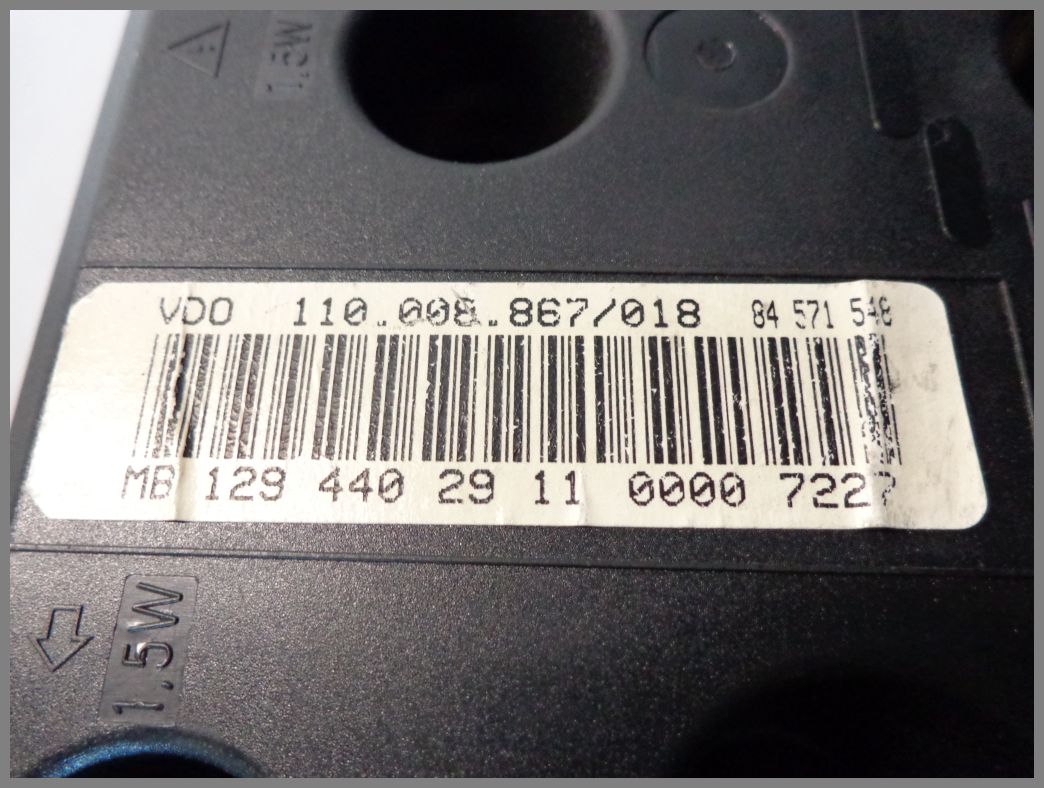 1.5W
VDO 110.008.867/018 84 571 548
MB 129 440 29 11 0000 7227
1.5W